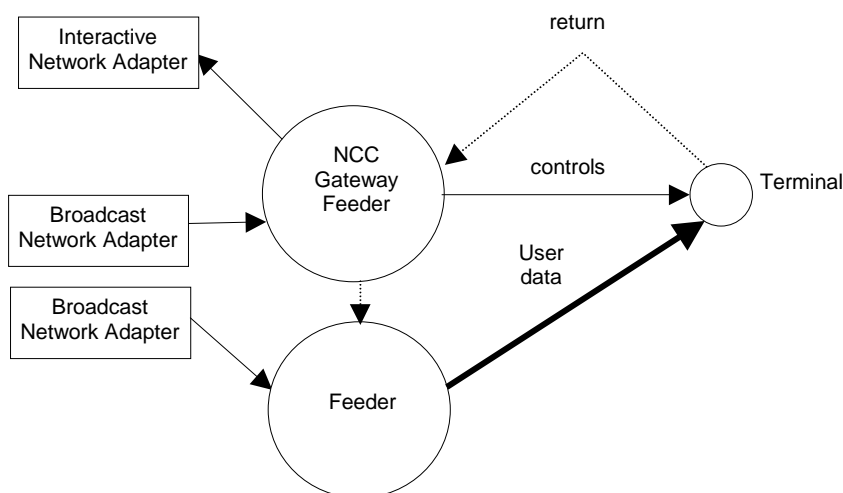 return
Interactive
Network Adapter
NCC
Gateway
Feeder
controls
Terminal
Broadcast
Network Adapter
User
data
Broadcast
Network Adapter
Feeder